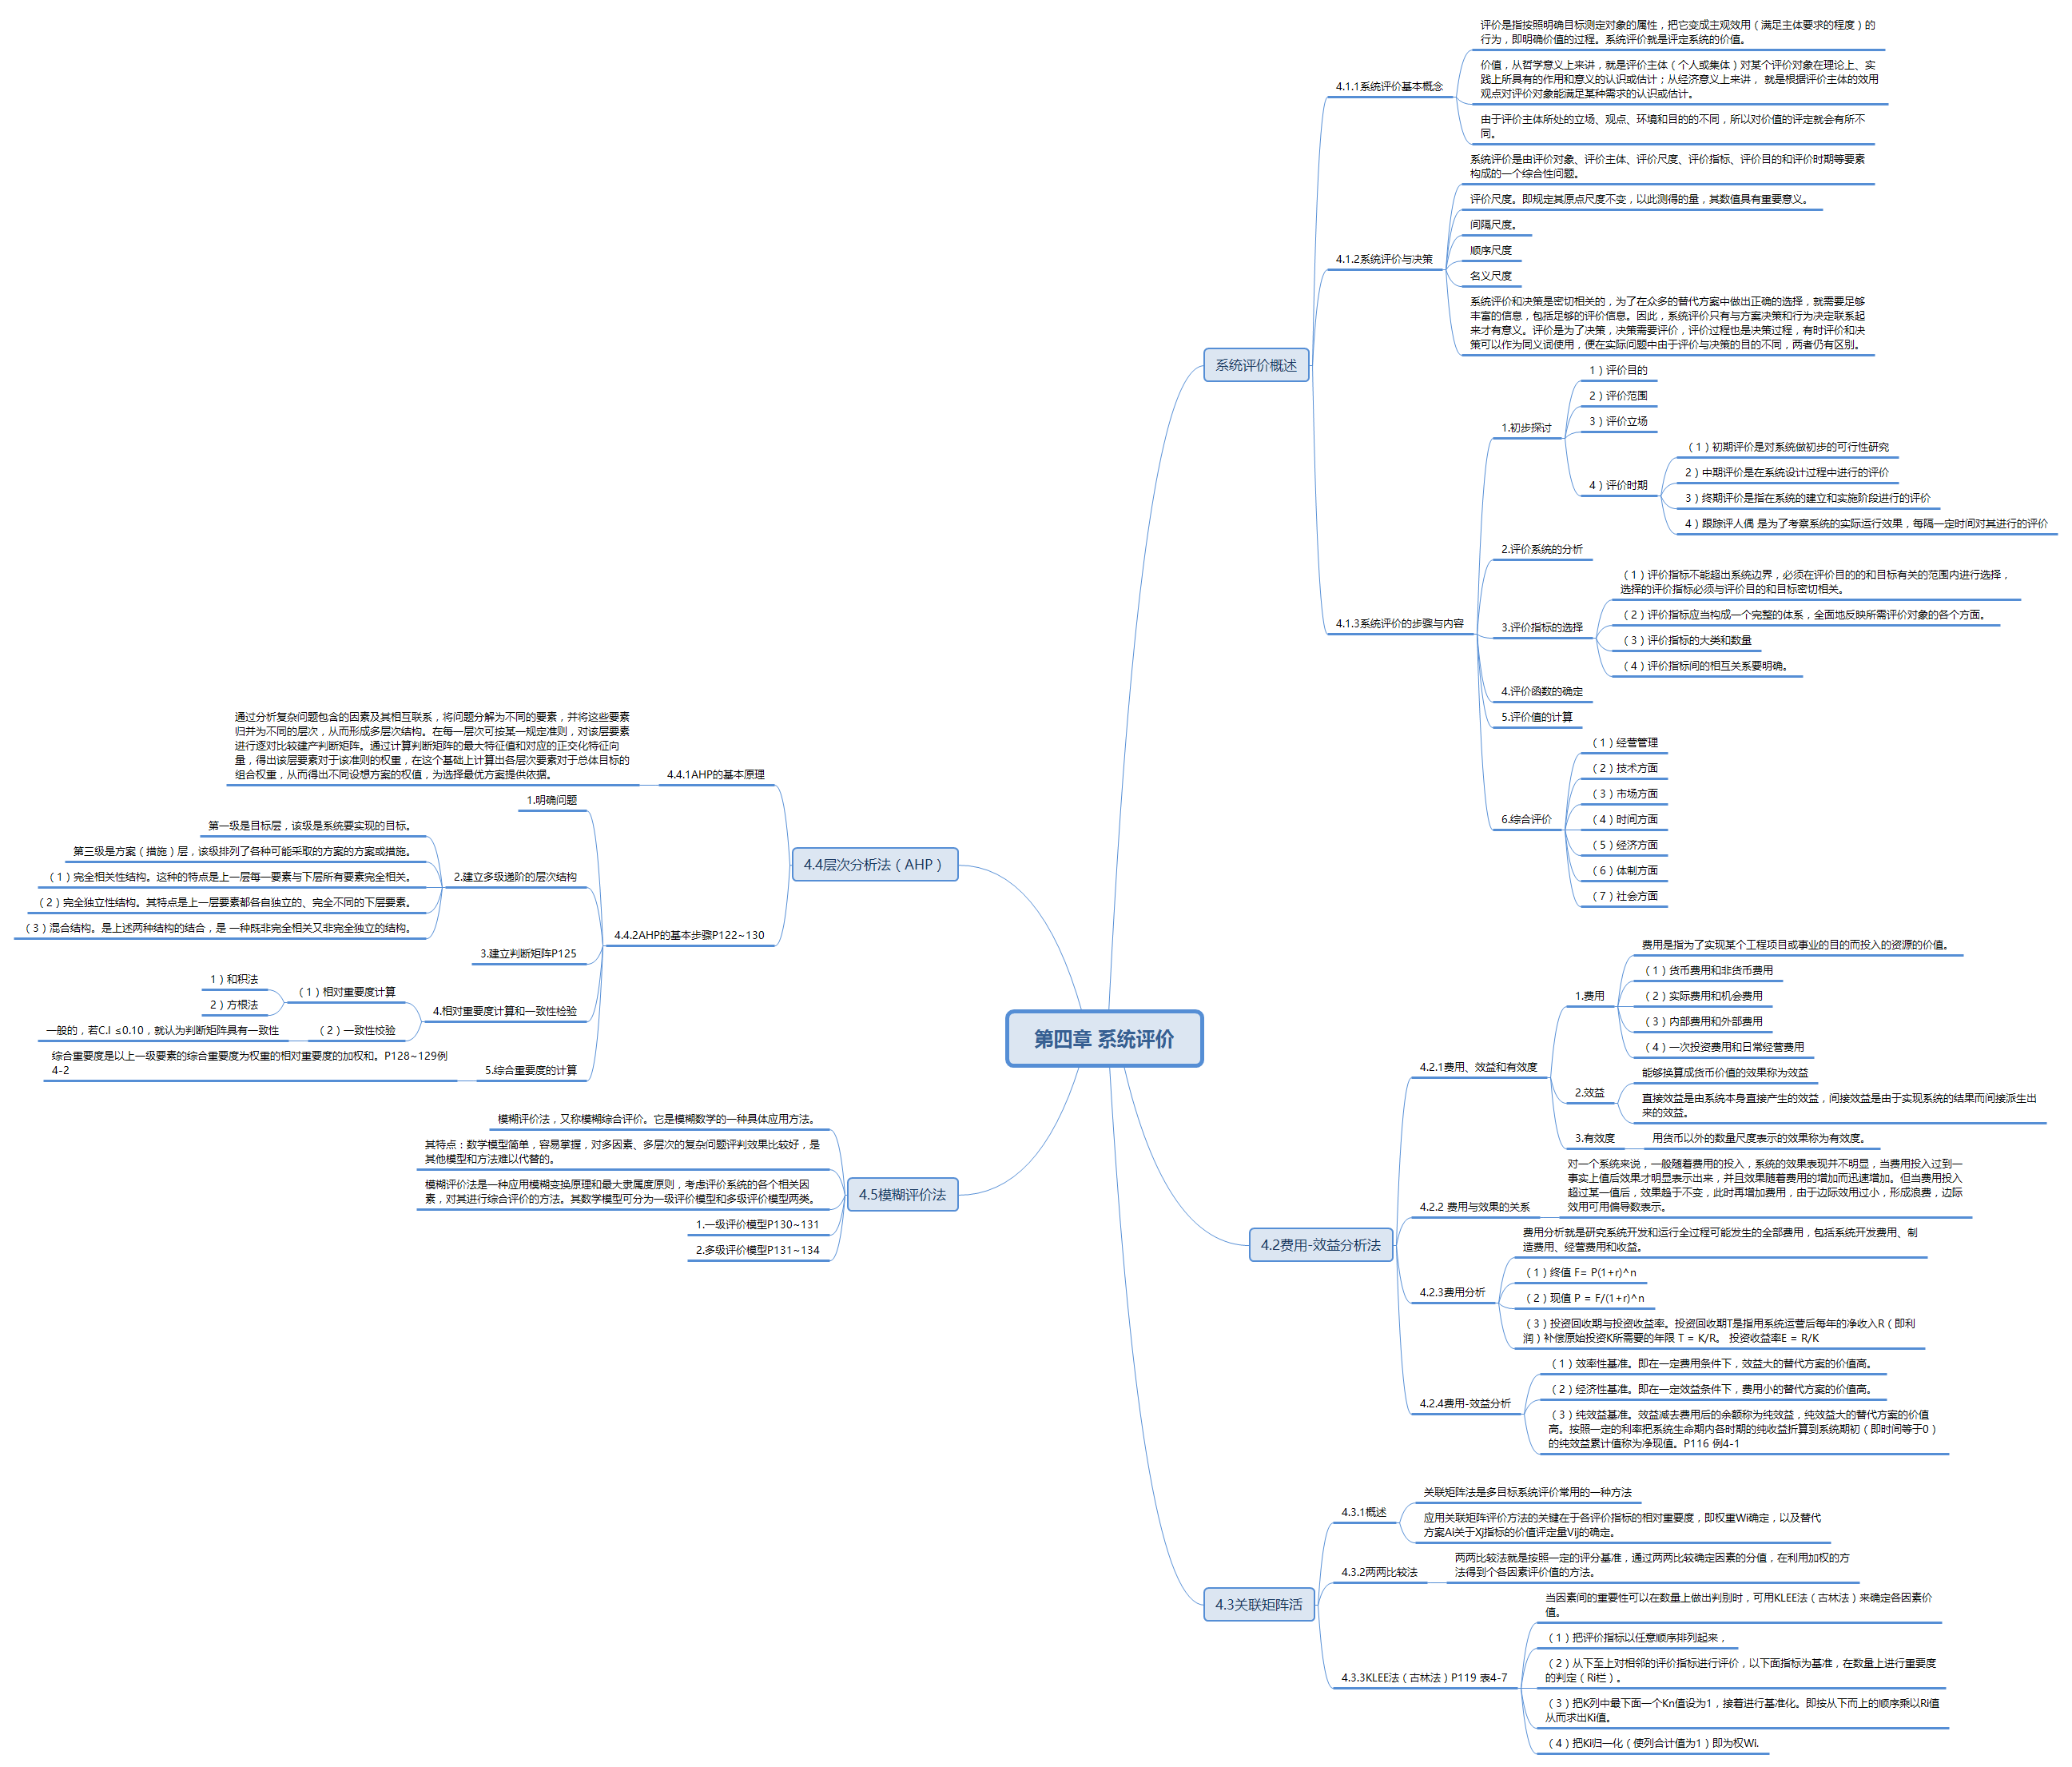 第四章 系统评价
系统评价概述
4.1.1系统评价基本概念
评价是指按照明确目标测定对象的属性，把它变成主观效用（满足主体要求的程度）的
行为，即明确价值的过程。系统评价就是评定系统的价值。
价值，从哲学意义上来讲，就是评价主体（个人或集体）对某个评价对象在理论上、实
践上所具有的作用和意义的认识或估计；从经济意义上来讲， 就是根据评价主体的效用
观点对评价对象能满足某种需求的认识或估计。
由于评价主体所处的立场、观点、环境和目的的不同，所以对价值的评定就会有所不
同。
4.1.2系统评价与决策
系统评价是由评价对象、评价主体、评价尺度、评价指标、评价目的和评价时期等要素
构成的一个综合性问题。
评价尺度。即规定其原点尺度不变，以此测得的量，其数值具有重要意义。
间隔尺度。
顺序尺度
名义尺度
系统评价和决策是密切相关的，为了在众多的替代方案中做出正确的选择，就需要足够
丰富的信息，包括足够的评价信息。因此，系统评价只有与方案决策和行为决定联系起
来才有意义。评价是为了决策，决策需要评价，评价过程也是决策过程，有时评价和决
策可以作为同义词使用，便在实际问题中由于评价与决策的目的不同，两者仍有区别。
4.1.3系统评价的步骤与内容
1.初步探讨
1）评价目的
2）评价范围
3）评价立场
4）评价时期
（1）初期评价是对系统做初步的可行性研究
2）中期评价是在系统设计过程中进行的评价
3）终期评价是指在系统的建立和实施阶段进行的评价
4）跟踪评人偶 是为了考察系统的实际运行效果，每隔一定时间对其进行的评价
2.评价系统的分析
3.评价指标的选择
（1）评价指标不能超出系统边界，必须在评价目的的和目标有关的范围内进行选择，
选择的评价指标必须与评价目的和目标密切相关。
（2）评价指标应当构成一个完整的体系，全面地反映所需评价对象的各个方面。
（3）评价指标的大类和数量
（4）评价指标间的相互关系要明确。
4.评价函数的确定
5.评价值的计算
6.综合评价
（1）经营管理
（2）技术方面
（3）市场方面
（4）时间方面
（5）经济方面
（6）体制方面
（7）社会方面
4.2费用-效益分析法
4.2.1费用、效益和有效度
1.费用
费用是指为了实现某个工程项目或事业的目的而投入的资源的价值。
（1）货币费用和非货币费用
（2）实际费用和机会费用
（3）内部费用和外部费用
（4）一次投资费用和日常经营费用
2.效益
能够换算成货币价值的效果称为效益
直接效益是由系统本身直接产生的效益，间接效益是由于实现系统的结果而间接派生出
来的效益。
3.有效度
用货币以外的数量尺度表示的效果称为有效度。
4.2.2 费用与效果的关系
对一个系统来说，一般随着费用的投入，系统的效果表现并不明显，当费用投入过到一
事实上值后效果才明显表示出来，并且效果随着费用的增加而迅速增加。但当费用投入
超过某一值后，效果趋于不变，此时再增加费用，由于边际效用过小，形成浪费，边际
效用可用偏导数表示。
4.2.3费用分析
费用分析就是研究系统开发和运行全过程可能发生的全部费用，包括系统开发费用、制
造费用、经营费用和收益。
（1）终值 F= P(1+r)^n
（2）现值 P = F/(1+r)^n
（3）投资回收期与投资收益率。投资回收期T是指用系统运营后每年的净收入R（即利
润）补偿原始投资K所需要的年限 T = K/R。 投资收益率E = R/K
4.2.4费用-效益分析
（1）效率性基准。即在一定费用条件下，效益大的替代方案的价值高。
（2）经济性基准。即在一定效益条件下，费用小的替代方案的价值高。
（3）纯效益基准。效益减去费用后的余额称为纯效益，纯效益大的替代方案的价值
高。按照一定的利率把系统生命期内各时期的纯收益折算到系统期初（即时间等于0）
的纯效益累计值称为净现值。P116 例4-1
4.3关联矩阵活
4.3.1概述
关联矩阵法是多目标系统评价常用的一种方法
应用关联矩阵评价方法的关键在于各评价指标的相对重要度，即权重Wi确定，以及替代
方案Ai关于Xj指标的价值评定量Vij的确定。
4.3.2两两比较法
两两比较法就是按照一定的评分基准，通过两两比较确定因素的分值，在利用加权的方
法得到个各因素评价值的方法。
4.3.3KLEE法（古林法）P119 表4-7
当因素间的重要性可以在数量上做出判别时，可用KLEE法（古林法）来确定各因素价
值。
（1）把评价指标以任意顺序排列起来，
（2）从下至上对相邻的评价指标进行评价，以下面指标为基准，在数量上进行重要度
的判定（Ri栏）。
（3）把K列中最下面一个Kn值设为1，接着进行基准化。即按从下而上的顺序乘以Ri值
从而求出Ki值。
（4）把Ki归一化（使列合计值为1）即为权Wi.
4.4层次分析法（AHP）
4.4.1AHP的基本原理
通过分析复杂问题包含的因素及其相互联系，将问题分解为不同的要素，并将这些要素
归并为不同的层次，从而形成多层次结构。在每一层次可按某一规定准则，对该层要素
进行逐对比较建产判断矩阵。通过计算判断矩阵的最大特征值和对应的正交化特征向
量，得出该层要素对于该准则的权重，在这个基础上计算出各层次要素对于总体目标的
组合权重，从而得出不同设想方案的权值，为选择最优方案提供依据。
4.4.2AHP的基本步骤P122~130
1.明确问题
2.建立多级递阶的层次结构
第一级是目标层，该级是系统要实现的目标。
第三级是方案（措施）层，该级排列了各种可能采取的方案的方案或措施。
（1）完全相关性结构。这种的特点是上一层每一要素与下层所有要素完全相关。
（2）完全独立性结构。其特点是上一层要素都各自独立的、完全不同的下层要素。
（3）混合结构。是上述两种结构的结合，是 一种既非完全相关又非完全独立的结构。
3.建立判断矩阵P125
4.相对重要度计算和一致性检验
（1）相对重要度计算
1）和积法
2）方根法
（2）一致性校验
一般的，若C.I ≤0.10，就认为判断矩阵具有一致性
5.综合重要度的计算
综合重要度是以上一级要素的综合重要度为权重的相对重要度的加权和。P128~129例
4-2
4.5模糊评价法
模糊评价法，又称模糊综合评价。它是模糊数学的一种具体应用方法。
其特点：数学模型简单，容易掌握，对多因素、多层次的复杂问题评判效果比较好，是
其他模型和方法难以代替的。
模糊评价法是一种应用模糊变换原理和最大隶属度原则，考虑评价系统的各个相关因
素，对其进行综合评价的方法。其数学模型可分为一级评价模型和多级评价模型两类。
1.一级评价模型P130~131
2.多级评价模型P131~134